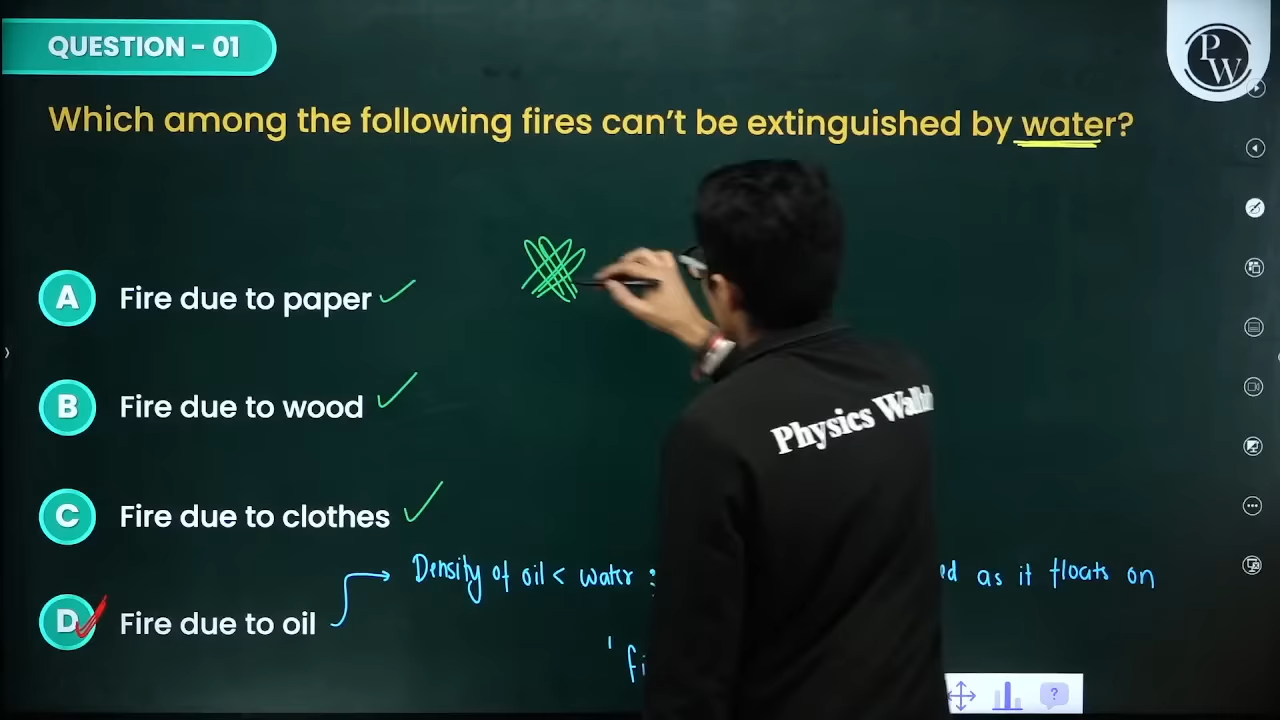 QUESTION - 01
PW
Which among the following fires can't be extinguished by water?
A Fire due to paper
B Fire due to wood
Physics
C Fire due to clothes
Density of oil < water
as it floats on
D Fire due to oil